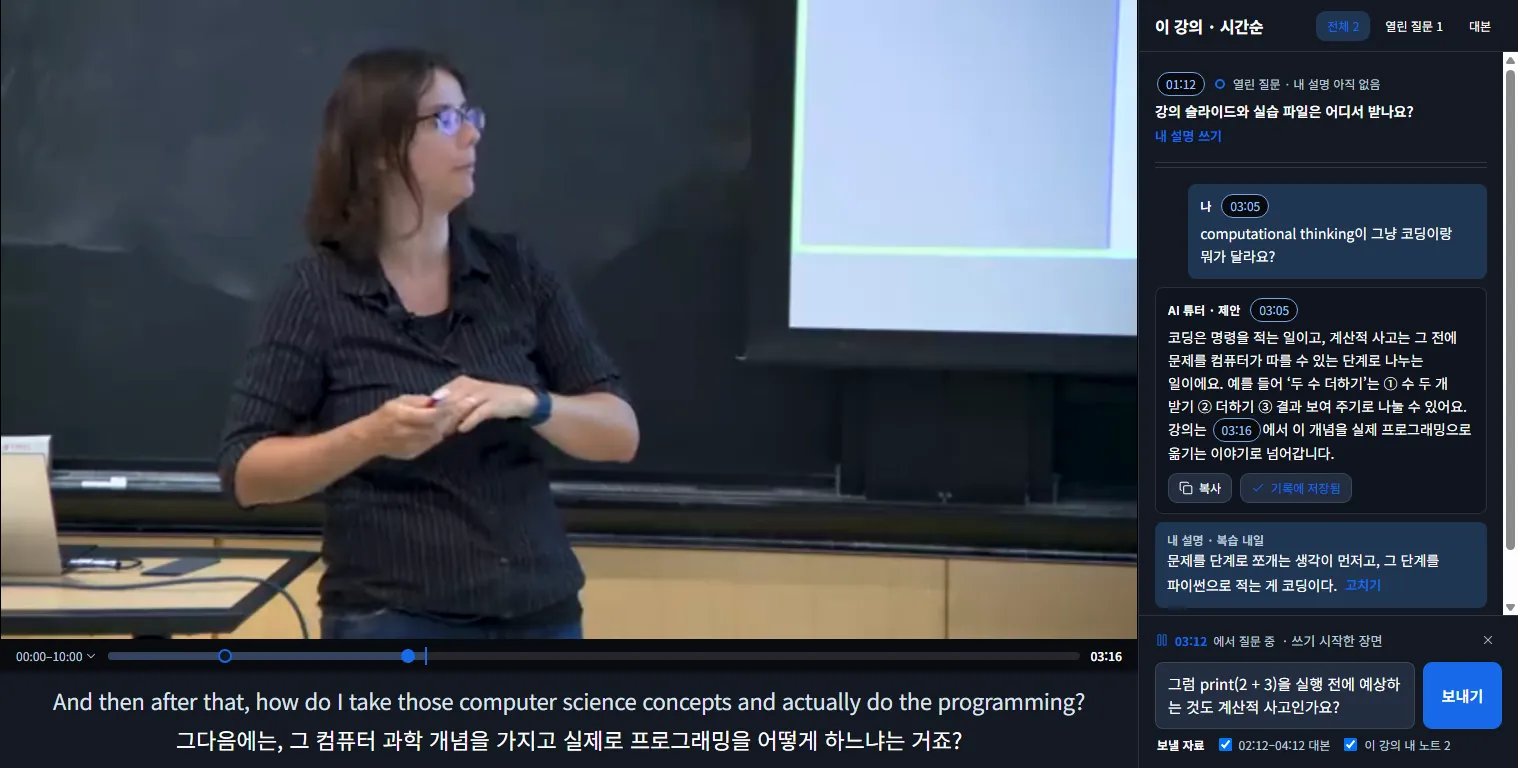 00:00–10:00
03:16
And then after that, how do I take those computer science concepts and actually do the programming?
그다음에는, 그 컴퓨터 과학 개념을 가지고 실제로 프로그래밍을 어떻게 하느냐는 거죠?
이 강의 · 시간순
전체 2
열린 질문 1
대본
01:12 열린 질문 · 내 설명 아직 없음
강의 슬라이드와 실습 파일은 어디서 받나요?
내 설명 쓰기
나 03:05
computational thinking이 그냥 코딩이랑
뭐가 달라요?
AI 튜터 · 제안 03:05
코딩은 명령을 적는 일이고, 계산적 사고는 그 전에
문제를 컴퓨터가 따를 수 있는 단계로 나누는
일이에요. 예를 들어 ‘두 수 더하기’는 ① 수 두 개
받기 ② 더하기 ③ 결과 보여 주기로 나눌 수 있어요.
강의는 03:16 에서 이 개념을 실제 프로그래밍으로
옮기는 이야기로 넘어갑니다.
복사
기록에 저장됨
내 설명 · 복습 내일
문제를 단계로 쪼개는 생각이 먼저고, 그 단계를
파이썬으로 적는 게 코딩이다. 고치기
03:12 에서 질문 중 · 쓰기 시작한 장면
그럼 print(2 + 3)을 실행 전에 예상하
는 것도 계산적 사고인가요?
보내기
보낼 자료 02:12–04:12 대본 이 강의 내 노트 2